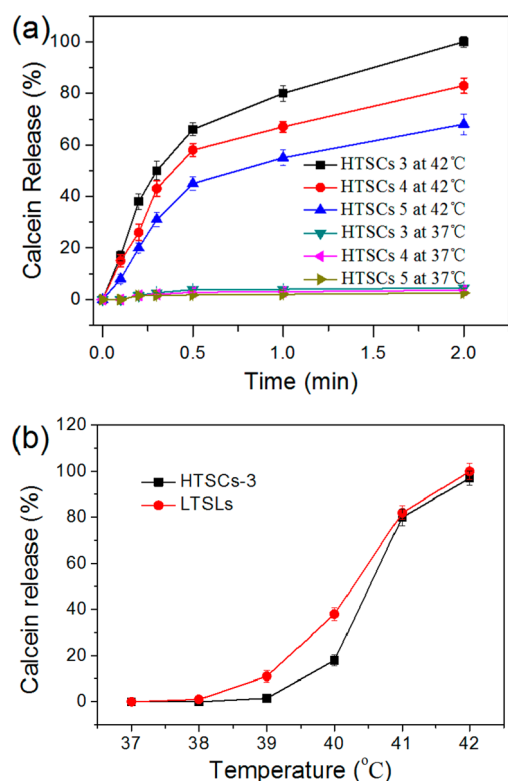 (a)
Calcein Release (%)
100
80
60
40
20
0
HTSCs 3 at 42℃
HTSCs 4 at 42℃
HTSCs 5 at 42℃
HTSCs 3 at 37℃
HTSCs 4 at 37℃
HTSCs 5 at 37℃
0.0 0.5 1.0 1.5 2.0
Time (min)
(b)
Calcein release (%)
120
100
80
60
40
20
0
HTSCs-3
LTSLs
37 38 39 40 41 42
Temperature (°C)